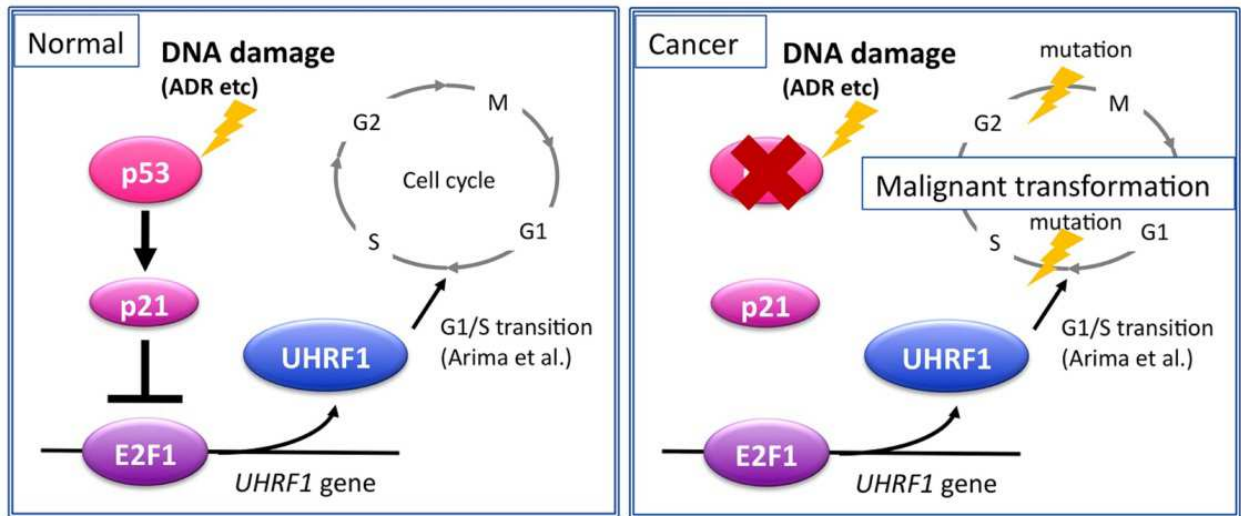 Normal
DNA damage
(ADR etc)
p53
G2
M
Cell cycle
S
G1
p21
G1/S transition
(Arima et al.)
UHRF1
E2F1
UHRF1 gene
Cancer
DNA damage
(ADR etc)
mutation
G2
M
Malignant transformation
mutation
S
G1
p21
G1/S transition
(Arima et al.)
UHRF1
E2F1
UHRF1 gene